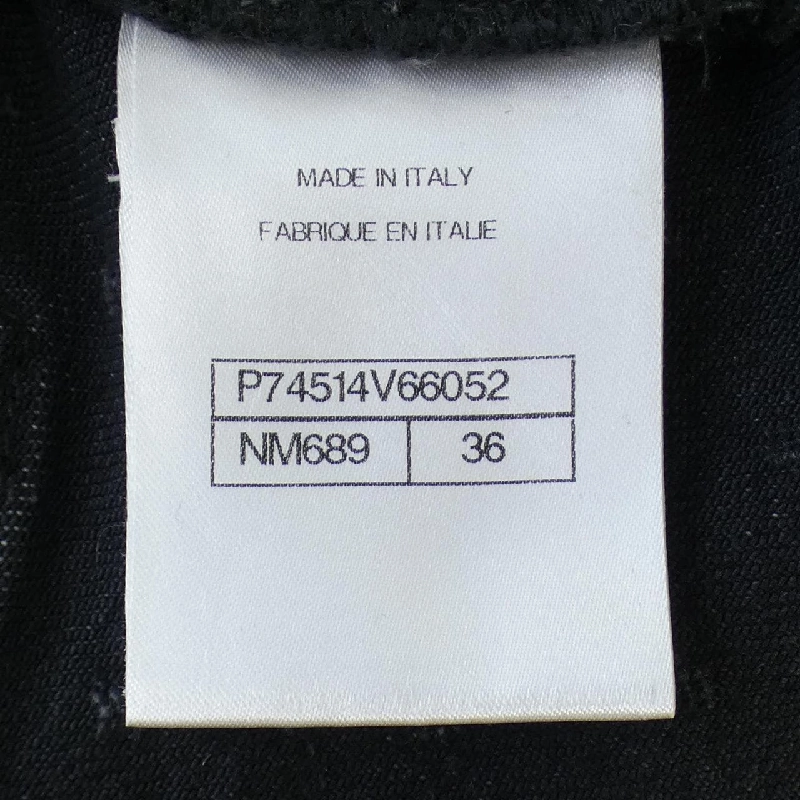 MADE IN ITALY
FABRIQUE EN ITALIE
P74514V66052
NM689 36